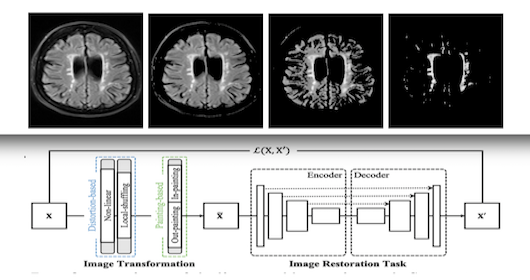 ℒ(X, X′)
X
Distortion-based
Non-linear
Local-shuffling
Painting-based
Out-painting
In-painting
X̃
Encoder
Decoder
X′
Image Transformation
Image Restoration Task